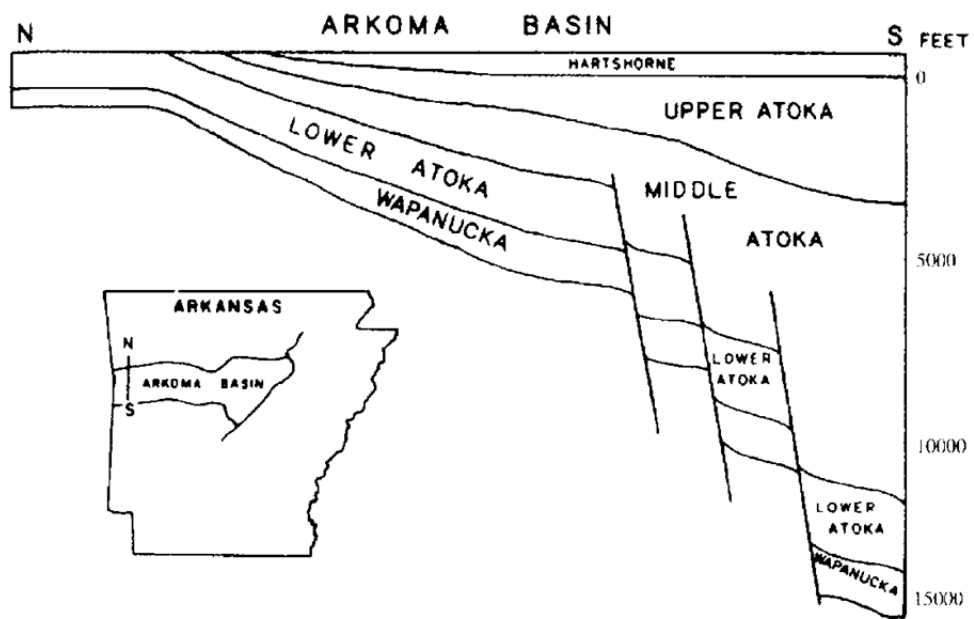 ARKOMA BASIN
N
S
FEET
HARTSHORNE
0
UPPER ATOKA
LOWER ATOKA
MIDDLE
ATOKA
WAPANUCKA
5000
ARKANSAS
N
ARKOMA BASIN
S
LOWER
ATOKA
10000
LOWER
ATOKA
WAPANUCKA
15000